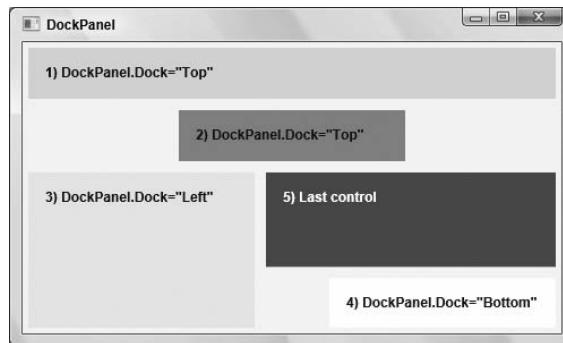 DockPanel
1) DockPanel.Dock="Top"
2) DockPanel.Dock="Top"
3) DockPanel.Dock="Left"
5) Last control
4) DockPanel.Dock="Bottom"